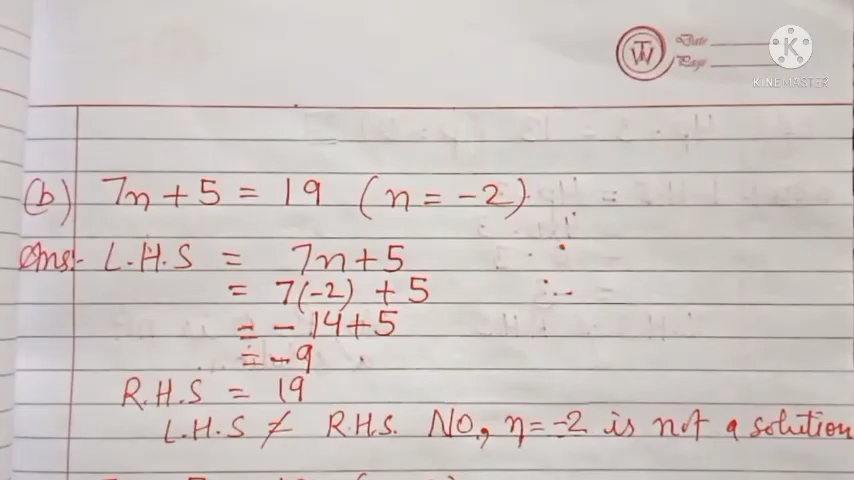 TW
Date
Page
K
KINEMASTER
(b) 7n + 5 = 19 (n = -2)
Ans:- L.H.S = 7n + 5
= 7(-2) + 5
= -14 + 5
= -9
R.H.S = 19
L.H.S ≠ R.H.S. NO, n = -2 is not a solution